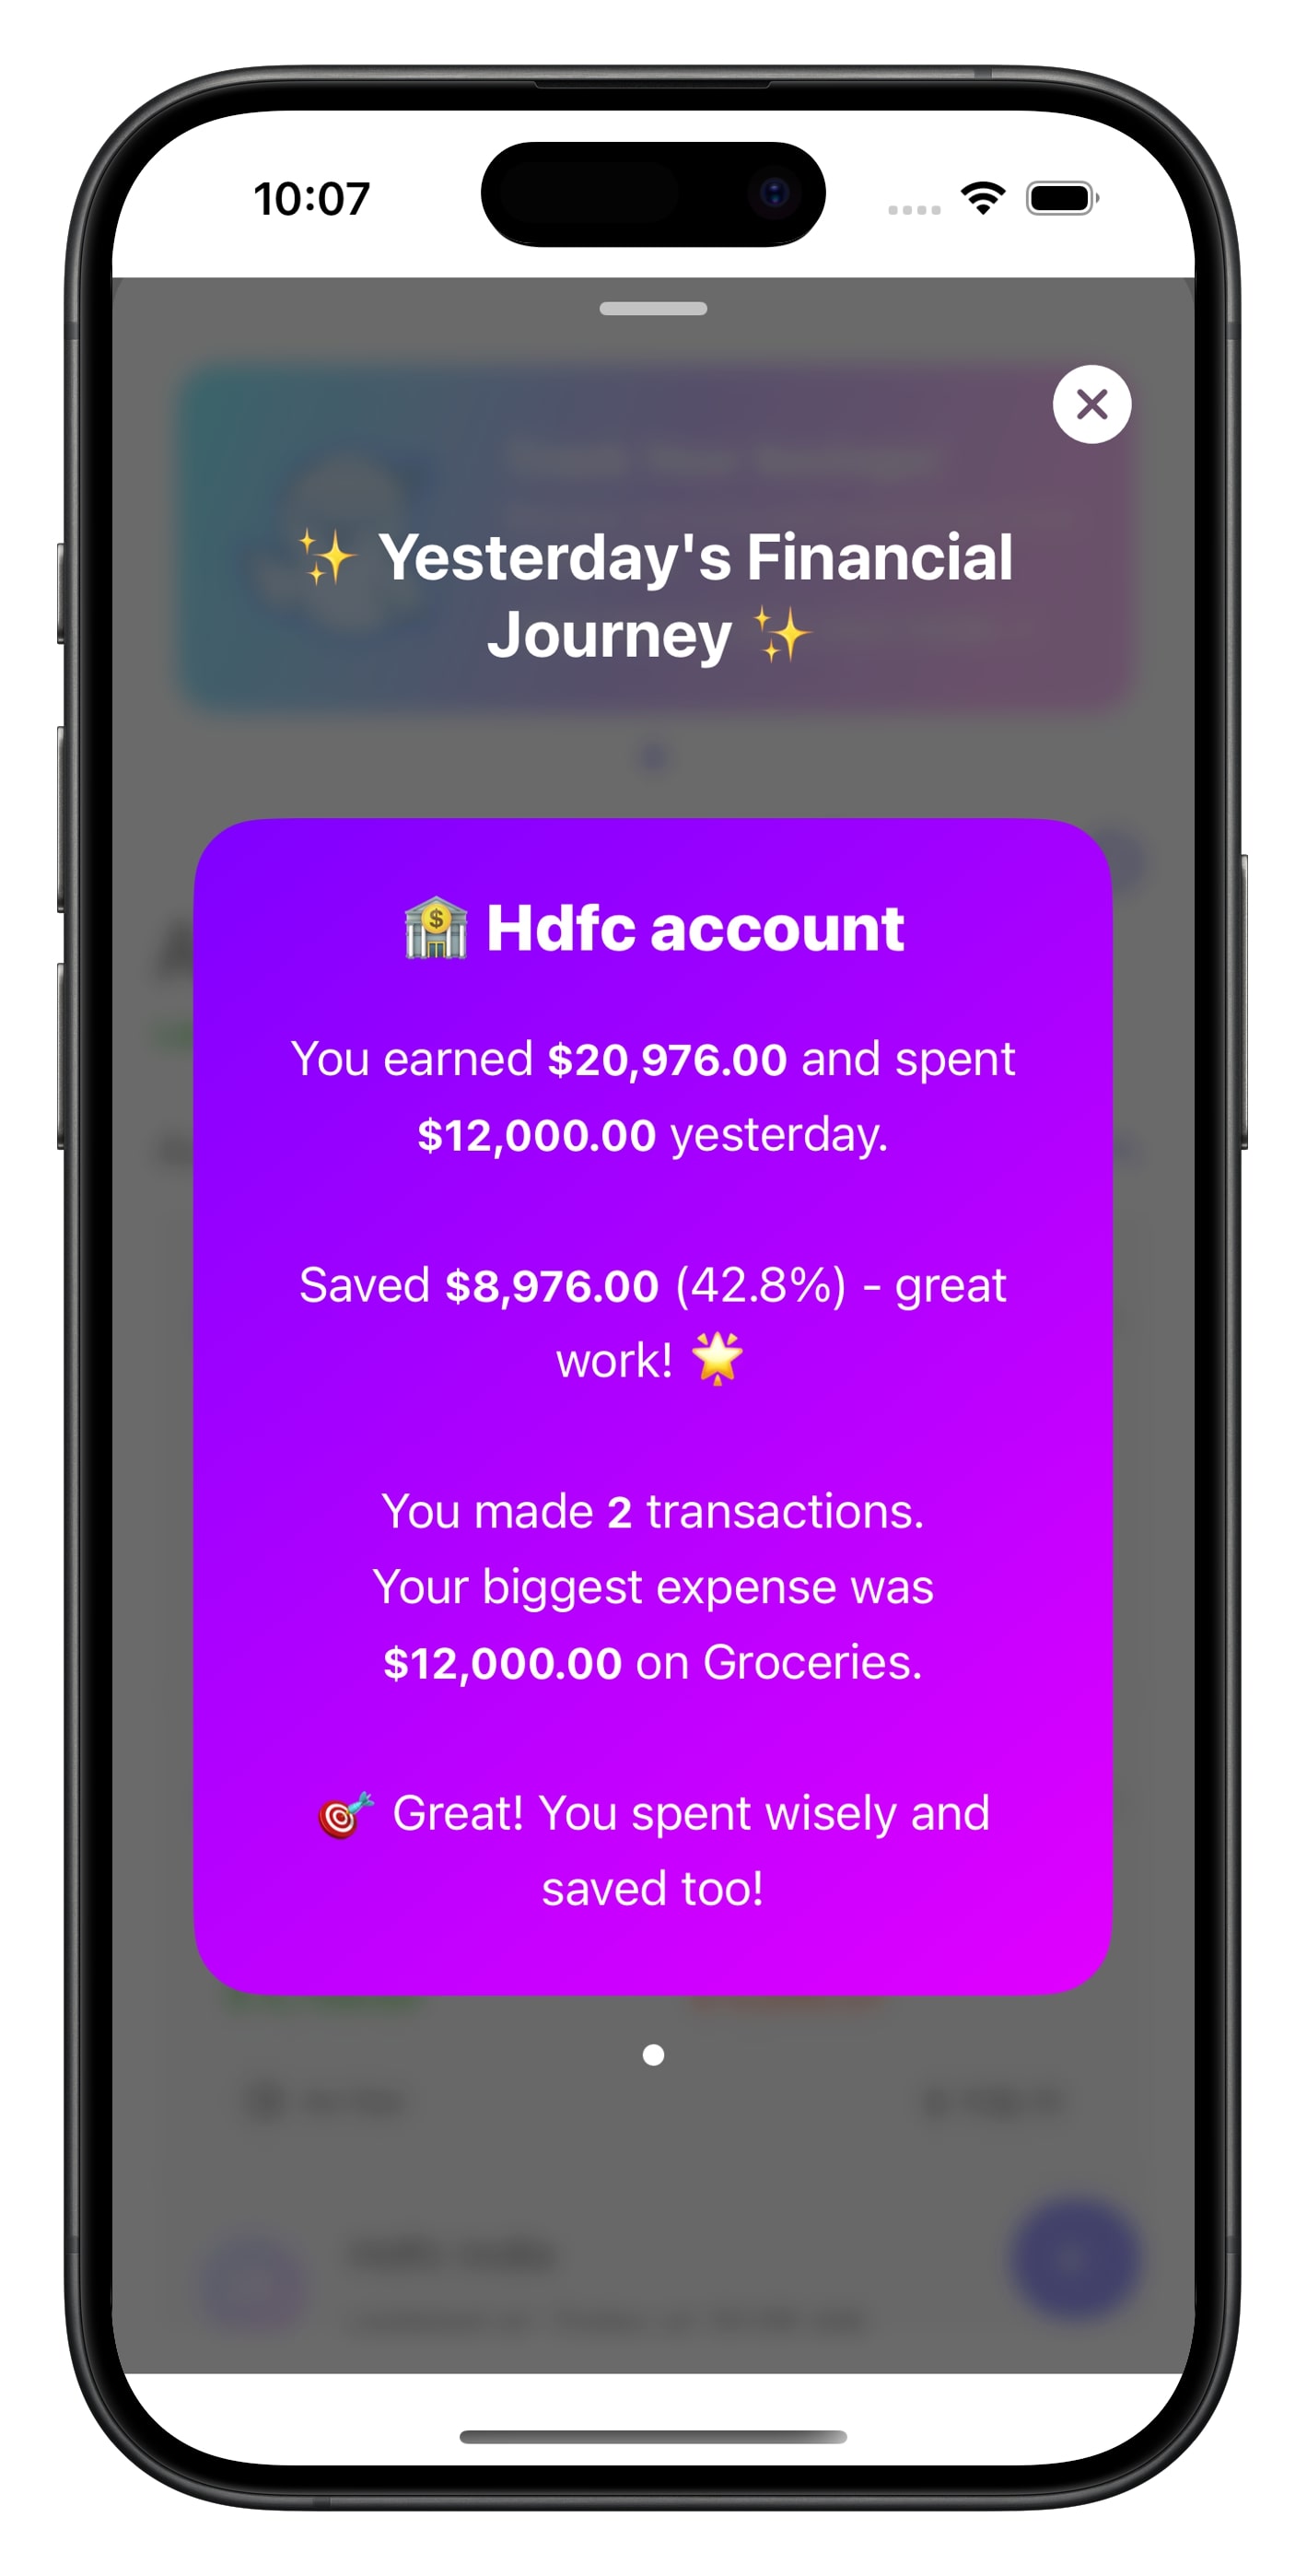 10:07
✨ Yesterday's Financial
Journey ✨
🏦 Hdfc account
You earned $20,976.00 and spent
$12,000.00 yesterday.
Saved $8,976.00 (42.8%) - great
work! 🌟
You made 2 transactions.
Your biggest expense was
$12,000.00 on Groceries.
🎯 Great! You spent wisely and
saved too!